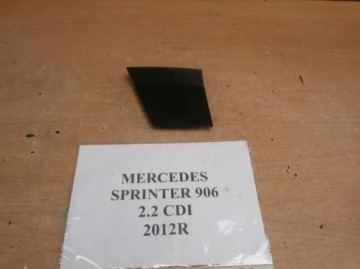 MERCEDES
SPRINTER 906
2.2 CDI
2012R